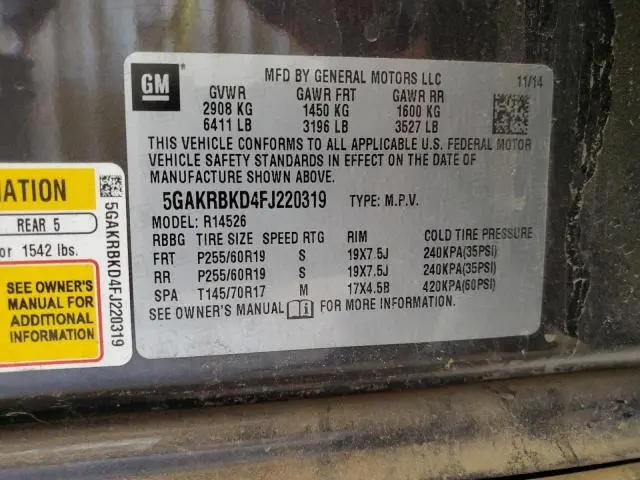 GM
MFD BY GENERAL MOTORS LLC 11/14
GVWR GAWR FRT GAWR RR
2908 KG 1450 KG 1600 KG
6411 LB 3196 LB 3527 LB
THIS VEHICLE CONFORMS TO ALL APPLICABLE U.S. FEDERAL MOTOR
VEHICLE SAFETY STANDARDS IN EFFECT ON THE DATE OF
MANUFACTURE SHOWN ABOVE.
5GAKRBKD4FJ220319 TYPE: M.P.V.
MODEL: R14526
RBBG TIRE SIZE SPEED RTG RIM COLD TIRE PRESSURE
FRT P255/60R19 S 19X7.5J 240KPA(35PSI)
RR P255/60R19 S 19X7.5J 240KPA(35PSI)
SPA T145/70R17 M 17X4.5B 420KPA(60PSI)
SEE OWNER'S MANUAL FOR MORE INFORMATION.
REAR 5
or 1542 lbs.
SEE OWNER'S
MANUAL FOR
ADDITIONAL
INFORMATION
5GAKRBKD4FJ220319